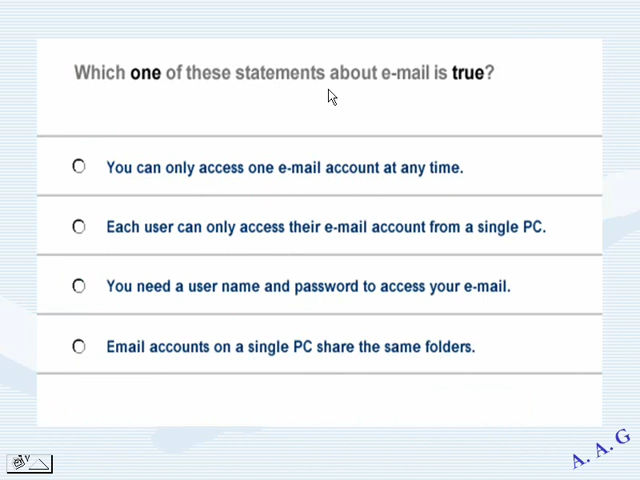 Which one of these statements about e-mail is true?
You can only access one e-mail account at any time.
Each user can only access their e-mail account from a single PC.
You need a user name and password to access your e-mail.
Email accounts on a single PC share the same folders.
A. A. G